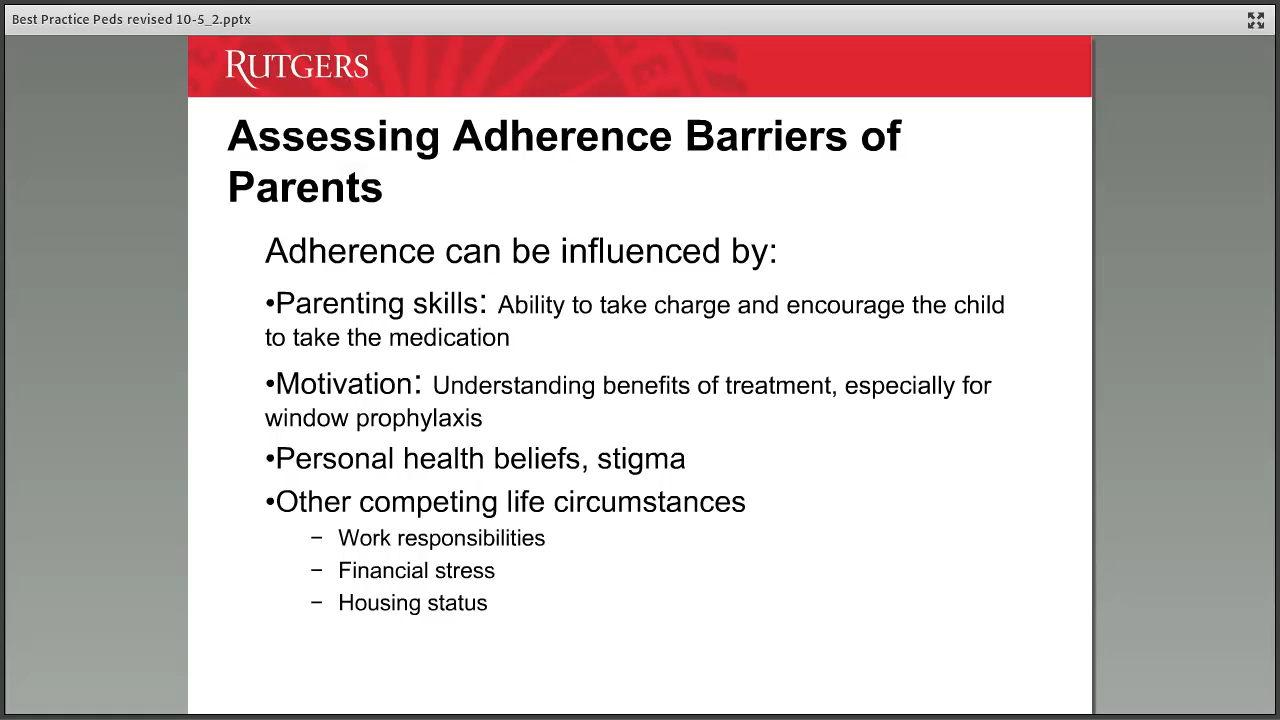 Best Practice Peds revised 10-5_2.pptx
RUTGERS
Assessing Adherence Barriers of
Parents
Adherence can be influenced by:
•Parenting skills: Ability to take charge and encourage the child
to take the medication
•Motivation: Understanding benefits of treatment, especially for
window prophylaxis
•Personal health beliefs, stigma
•Other competing life circumstances
– Work responsibilities
– Financial stress
– Housing status